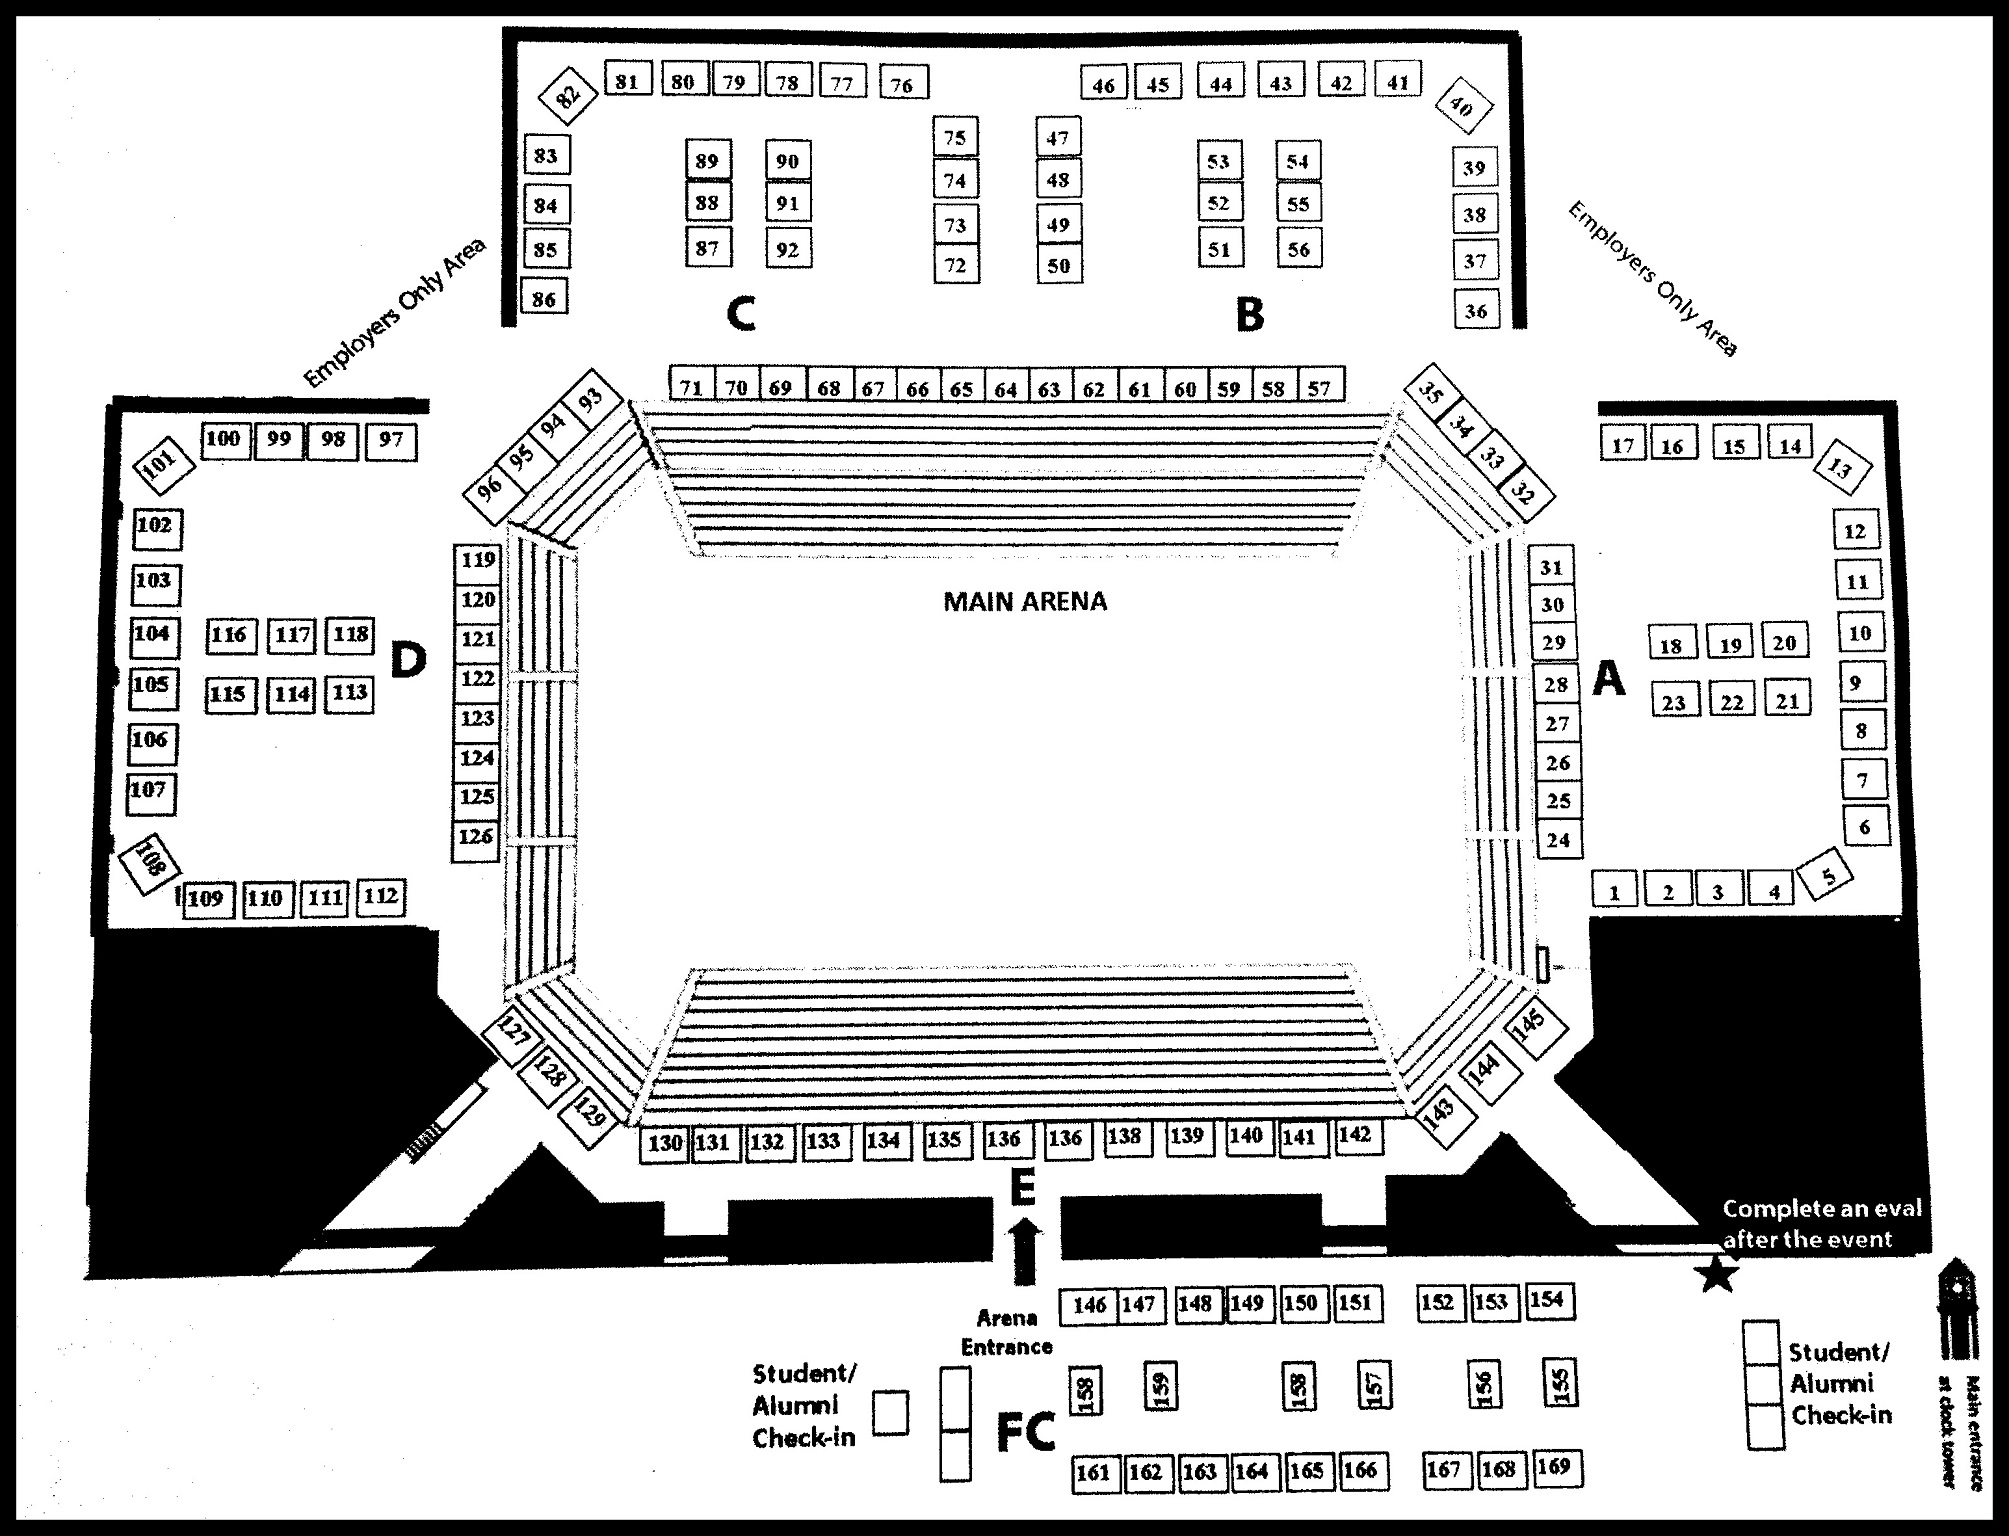 81 80 79 78 77 76 46 45 44 43 42 41
82 40
83 89 90 75 47 53 54 39
84 88 91 74 48 52 55 38
85 87 92 73 49 51 56 37
86 72 50 36
C B
Employers Only Area
Employers Only Area
71 70 69 68 67 66 65 64 63 62 61 60 59 58 57
93 94 95 96
35 34 33 32
100 99 98 97
101
102
103
104
105
106
107
108
109 110 111 112
116 117 118
115 114 113
D
119
120
121
122
123
124
125
126
MAIN ARENA
31
30
29
28
27
26
25
24
A
17 16 15 14
13
12
11
10
9
8
7
6
5
18 19 20
23 22 21
1 2 3 4
127
128
129
145
144
143
130 131 132 133 134 135 136 136 138 139 140 141 142
E
Complete an eval
after the event
Arena
Entrance
146 147 148 149 150 151 152 153 154
158 159 158 157 156 155
161 162 163 164 165 166 167 168 169
FC
Student/
Alumni
Check-in
Student/
Alumni
Check-in
Main entrance
at clock tower